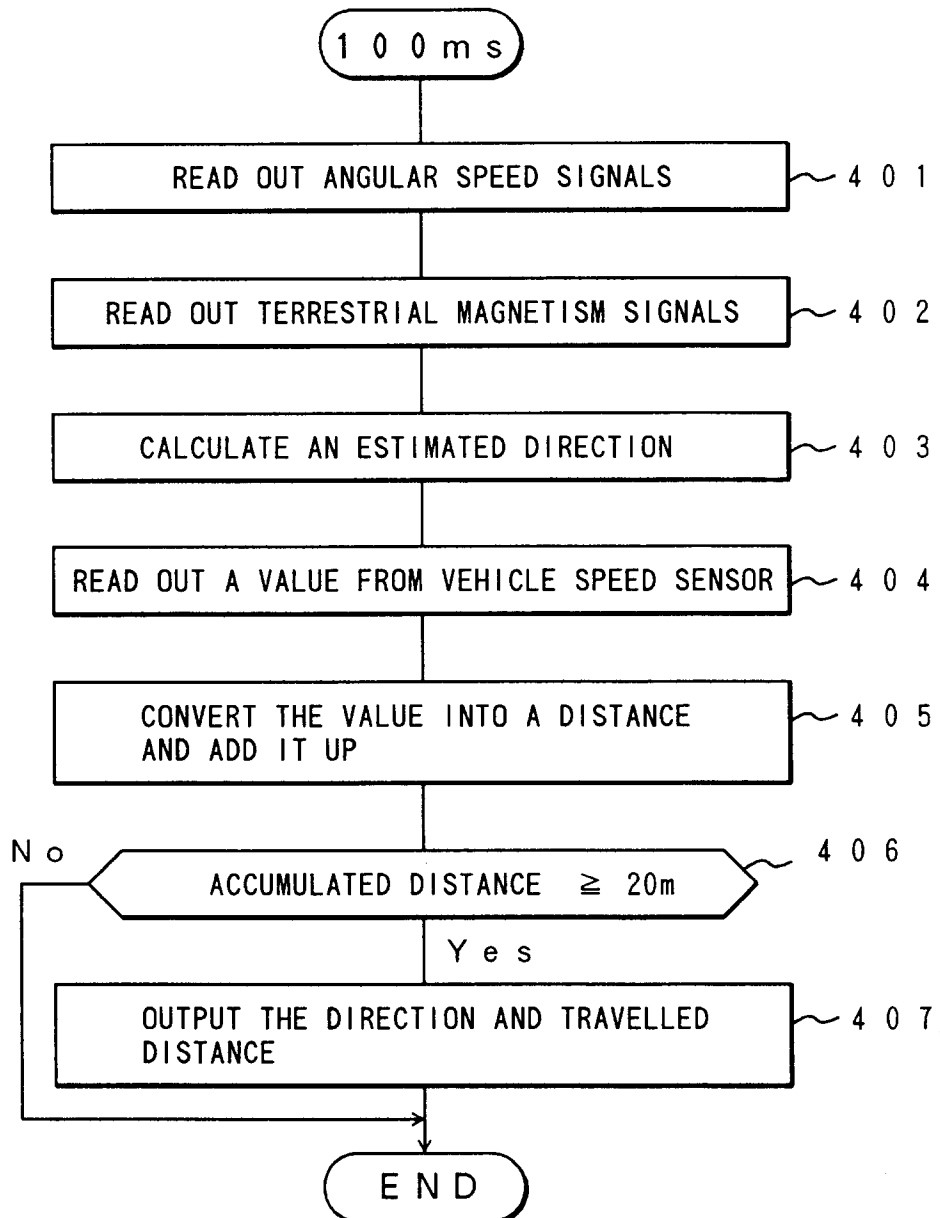 100ms
READ OUT ANGULAR SPEED SIGNALS
401
READ OUT TERRESTRIAL MAGNETISM SIGNALS
402
CALCULATE AN ESTIMATED DIRECTION
403
READ OUT A VALUE FROM VEHICLE SPEED SENSOR
404
CONVERT THE VALUE INTO A DISTANCE
AND ADD IT UP
405
No
ACCUMULATED DISTANCE ≧ 20m
406
Yes
OUTPUT THE DIRECTION AND TRAVELLED
DISTANCE
407
END